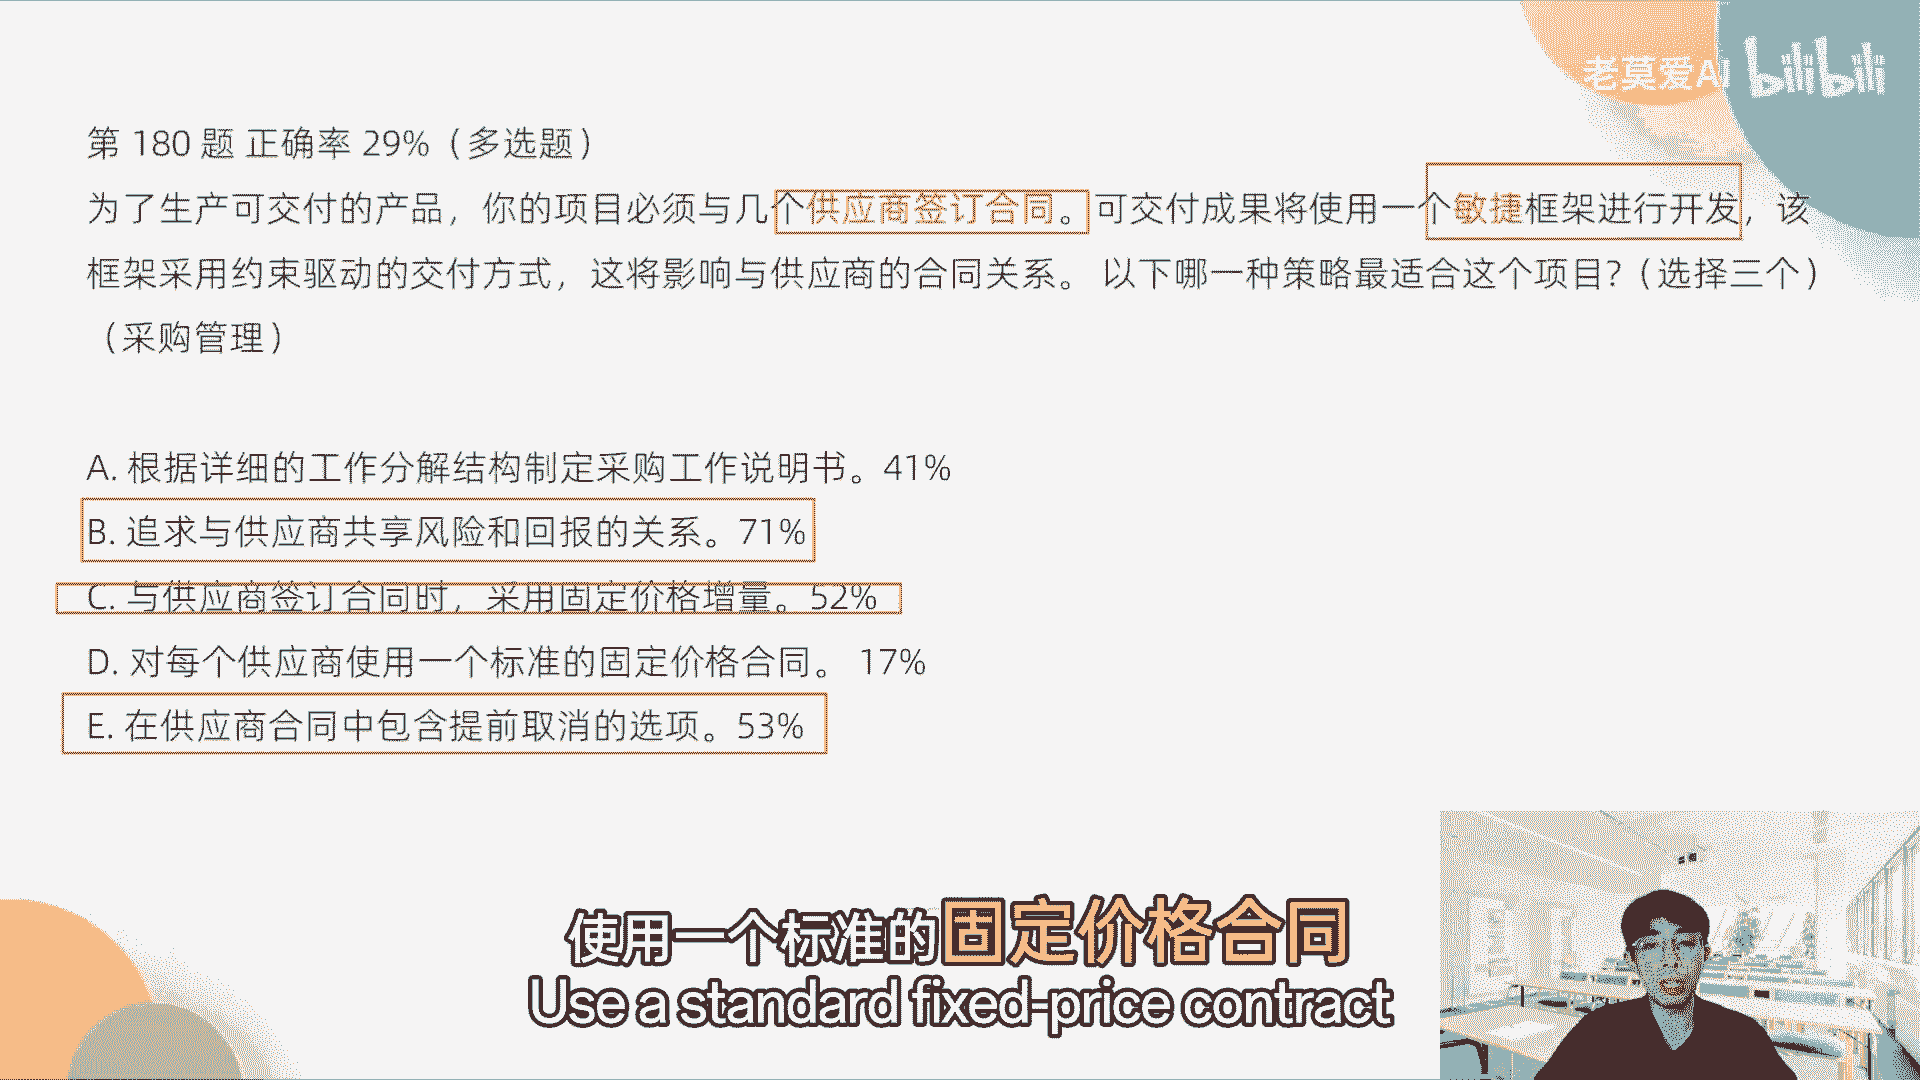 老莫爱AI bilibili
第 180 题 正确率 29%（多选题）
为了生产可交付的产品，你的项目必须与几个供应商签订合同。可交付成果将使用一个敏捷框架进行开发，该
框架采用约束驱动的交付方式，这将影响与供应商的合同关系。 以下哪一种策略最适合这个项目？（选择三个）
（采购管理）
A. 根据详细的工作分解结构制定采购工作说明书。41%
B. 追求与供应商共享风险和回报的关系。71%
C. 与供应商签订合同时，采用固定价格增量。52%
D. 对每个供应商使用一个标准的固定价格合同。 17%
E. 在供应商合同中包含提前取消的选项。53%
使用一个标准的固定价格合同
Use a standard fixed-price contract